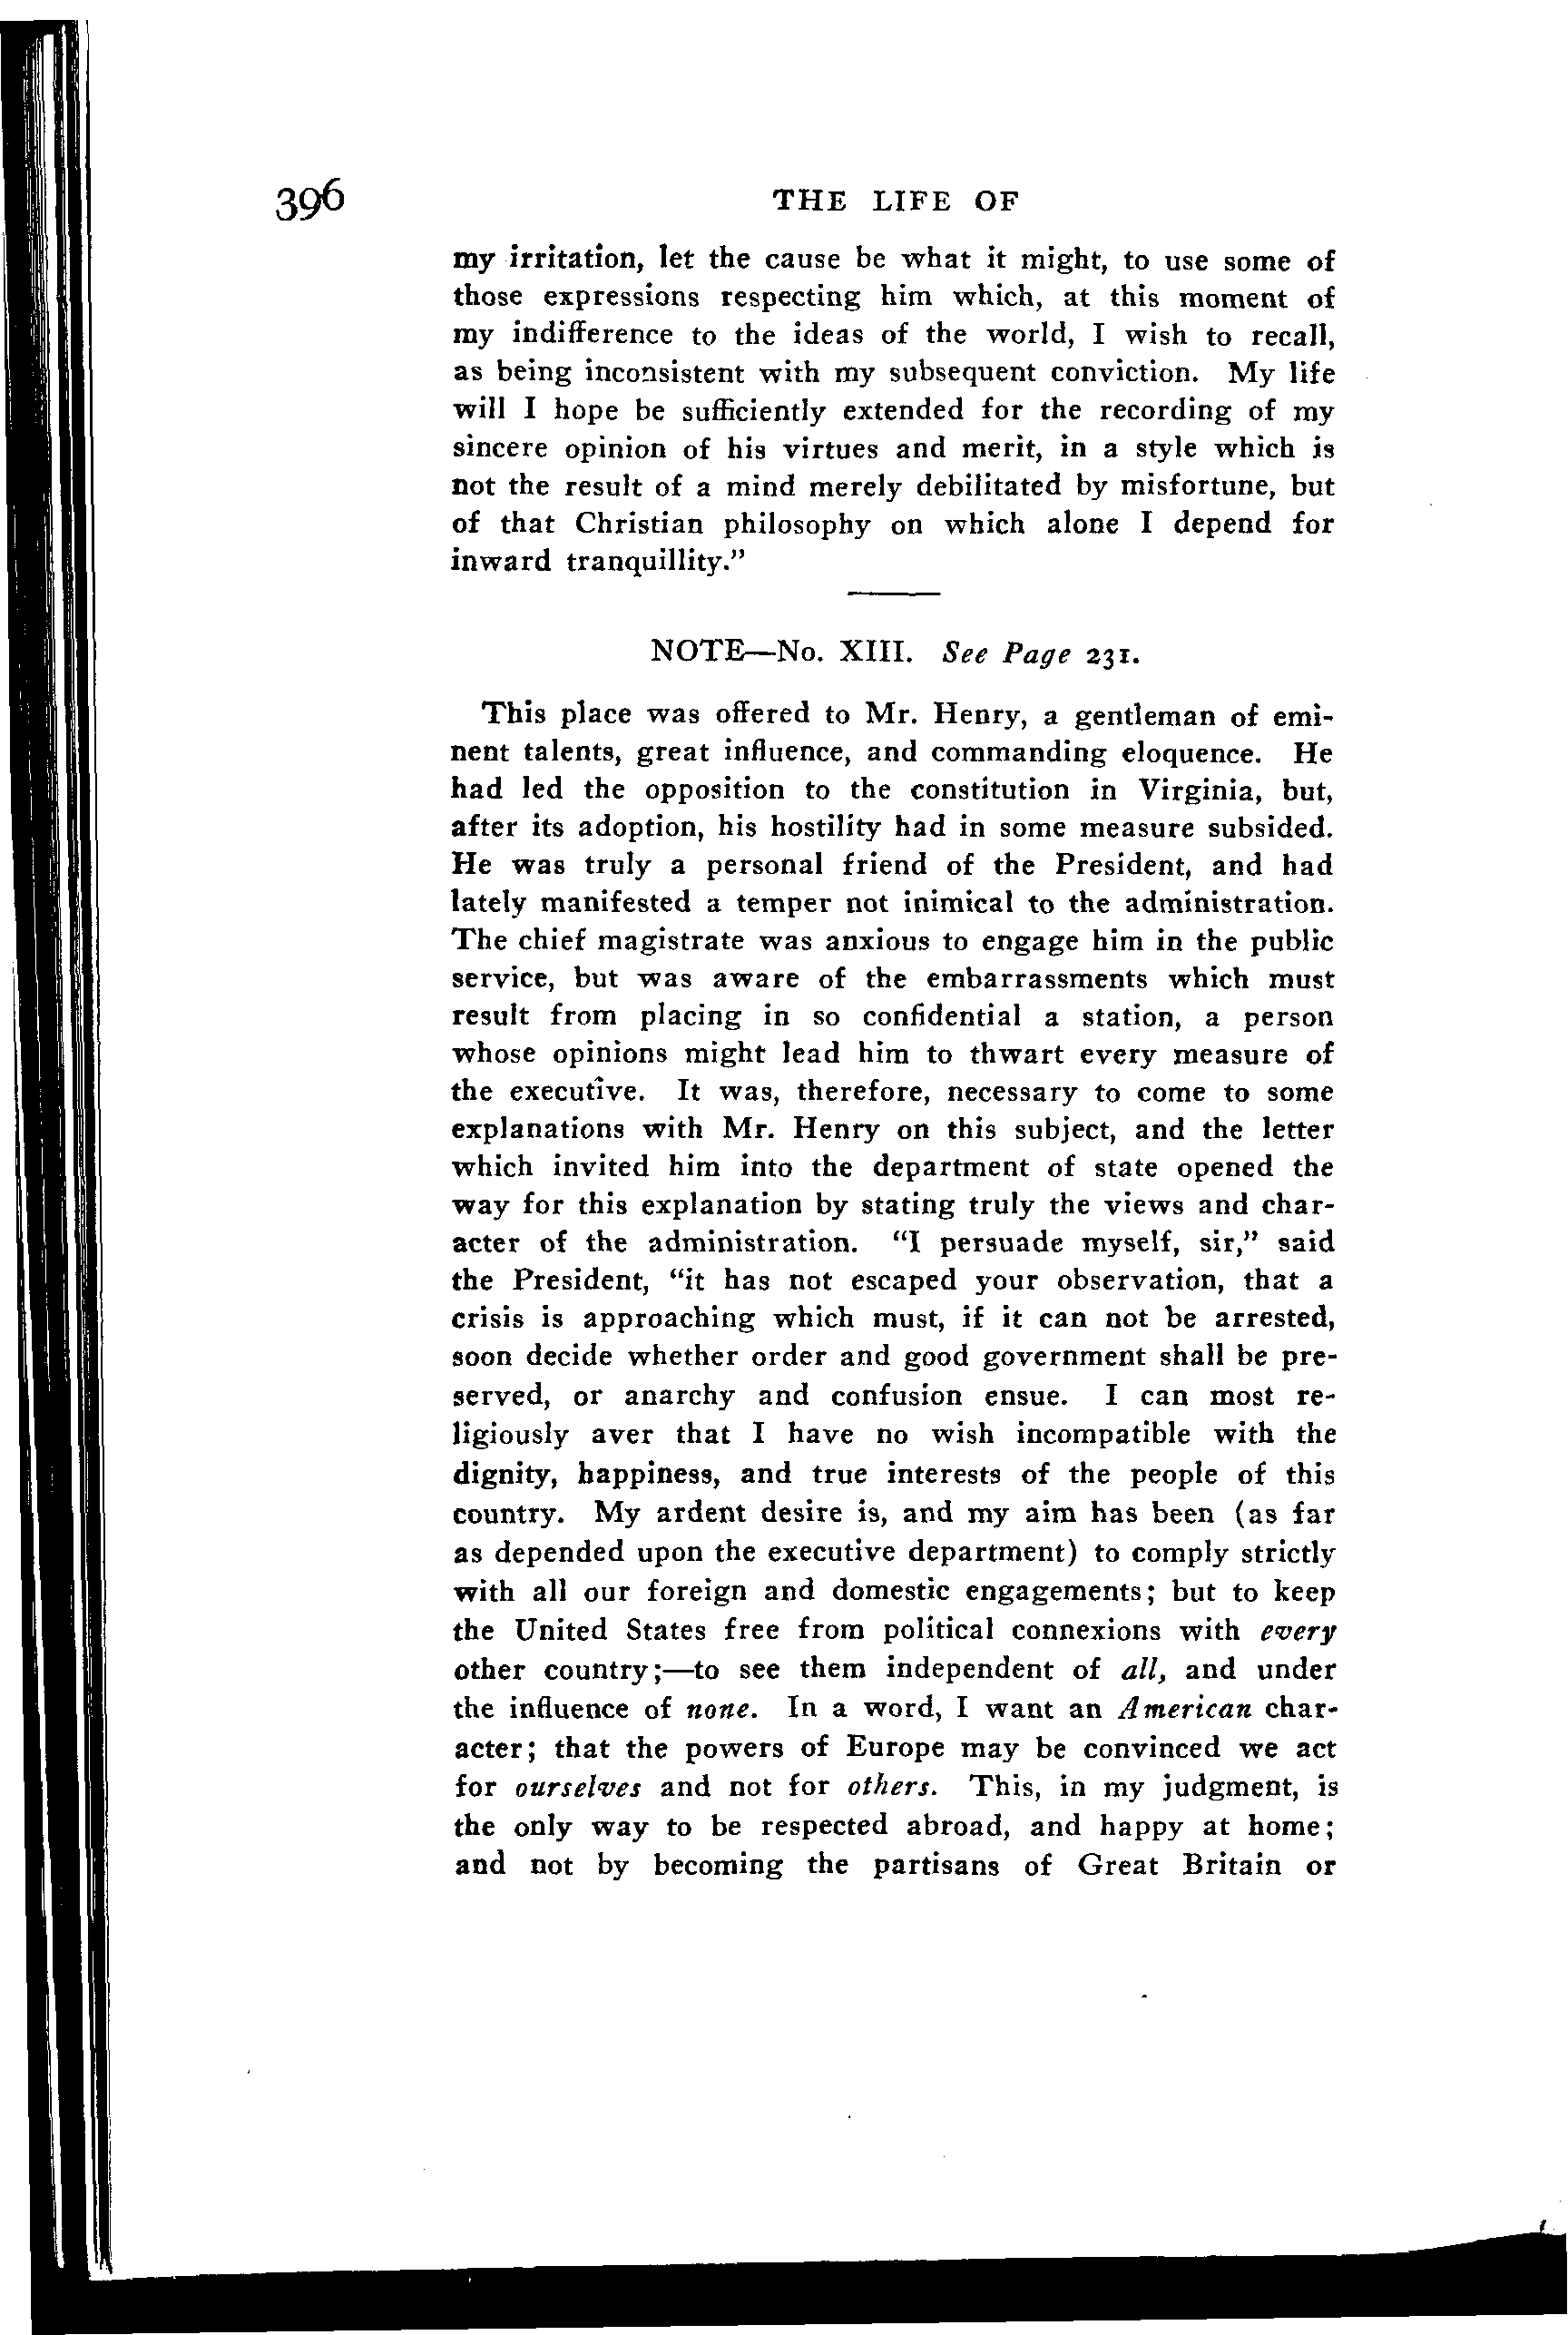 396 THE LIFE OF
my irritation, let the cause be what it might, to use some of
those expressions respecting him which, at this moment of
my indifference to the ideas of the world, I wish to recall,
as being inconsistent with my subsequent conviction. My life
will I hope be sufficiently extended for the recording of my
sincere opinion of his virtues and merit, in a style which is
not the result of a mind merely debilitated by misfortune, but
of that Christian philosophy on which alone I depend for
inward tranquillity.”
NOTE—No. XIII. See Page 231.
This place was offered to Mr. Henry, a gentleman of emi-
nent talents, great influence, and commanding eloquence. He
had led the opposition to the constitution in Virginia, but,
after its adoption, his hostility had in some measure subsided.
He was truly a personal friend of the President, and had
lately manifested a temper not inimical to the administration.
The chief magistrate was anxious to engage him in the public
service, but was aware of the embarrassments which must
result from placing in so confidential a station, a person
whose opinions might lead him to thwart every measure of
the executive. It was, therefore, necessary to come to some
explanations with Mr. Henry on this subject, and the letter
which invited him into the department of state opened the
way for this explanation by stating truly the views and char-
acter of the administration. “I persuade myself, sir,” said
the President, “it has not escaped your observation, that a
crisis is approaching which must, if it can not be arrested,
soon decide whether order and good government shall be pre-
served, or anarchy and confusion ensue. I can most re-
ligiously aver that I have no wish incompatible with the
dignity, happiness, and true interests of the people of this
country. My ardent desire is, and my aim has been (as far
as depended upon the executive department) to comply strictly
with all our foreign and domestic engagements; but to keep
the United States free from political connexions with every
other country;—to see them independent of all, and under
the influence of none. In a word, I want an American char-
acter; that the powers of Europe may be convinced we act
for ourselves and not for others. This, in my judgment, is
the only way to be respected abroad, and happy at home;
and not by becoming the partisans of Great Britain or